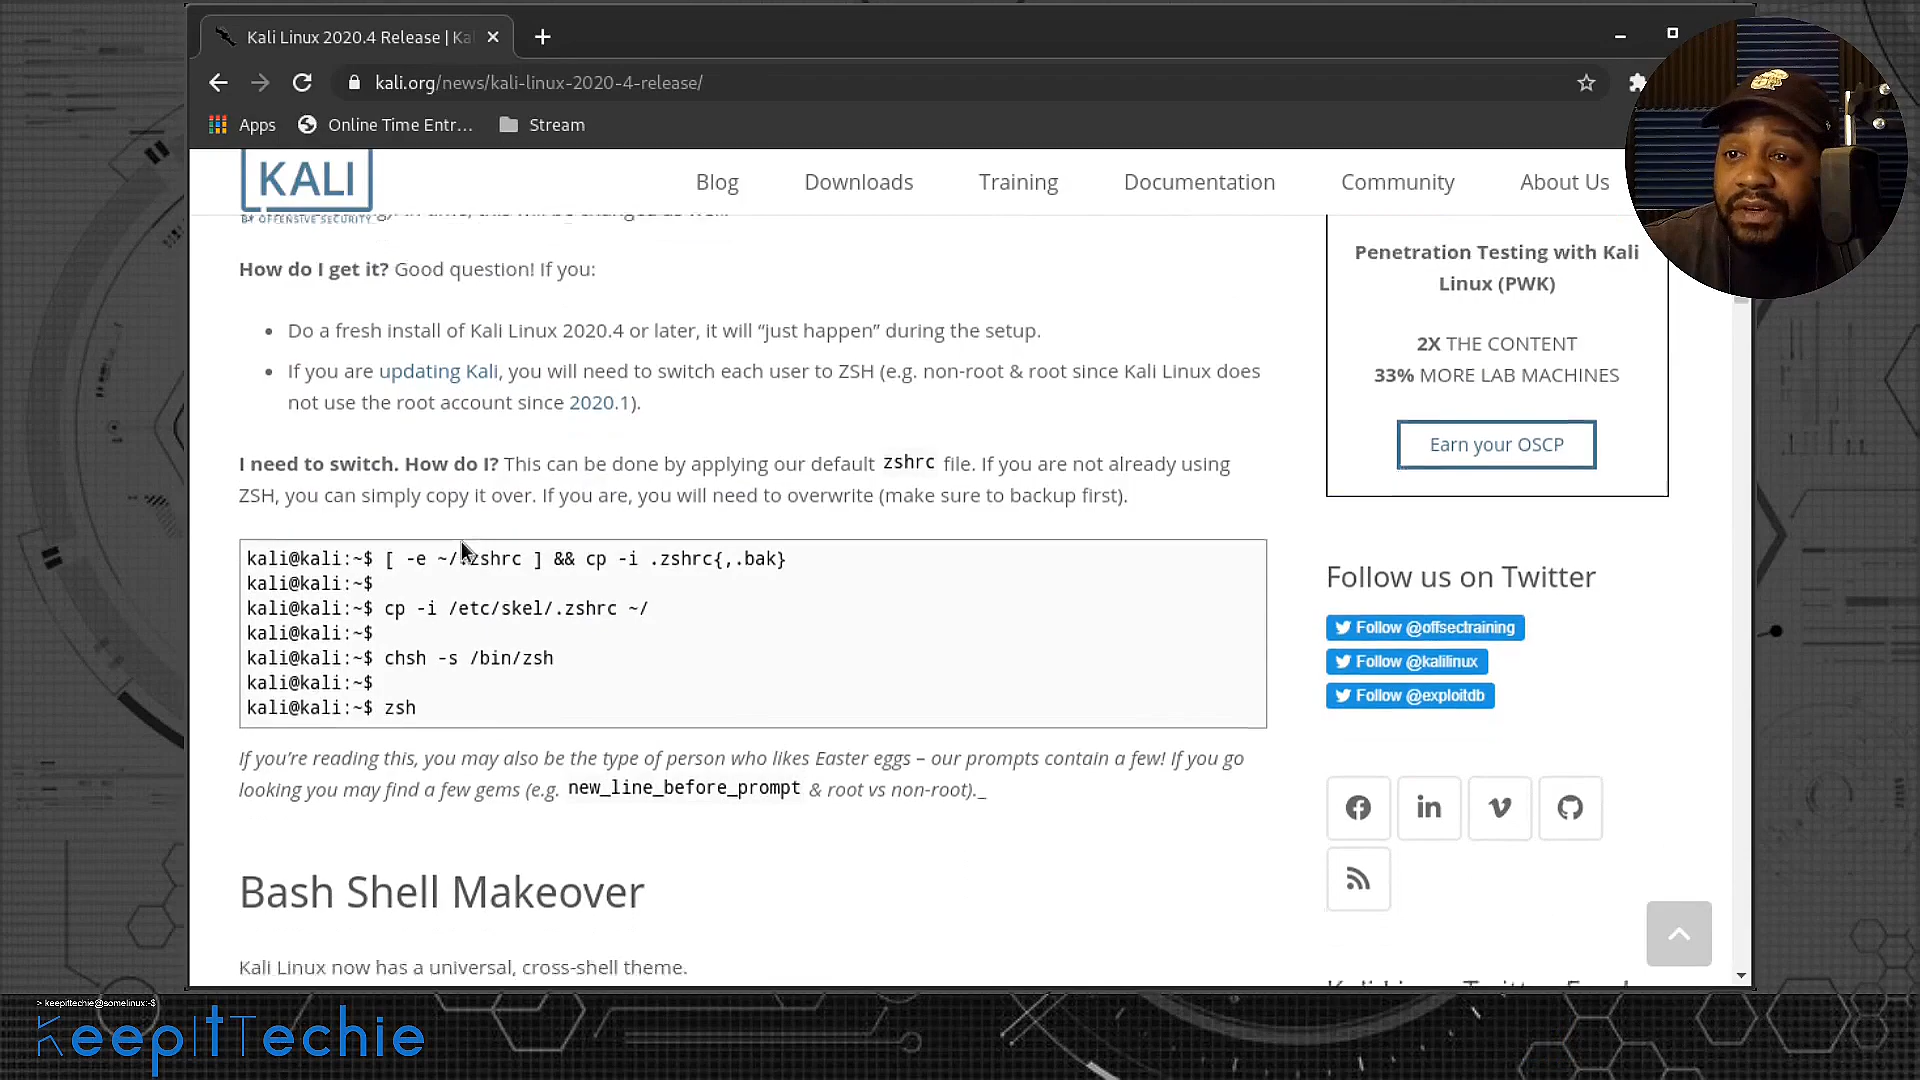 Kali Linux 2020.4 Release | Ka
kali.org/news/kali-linux-2020-4-release/
Apps
Online Time Entr...
Stream
KALI
BY OFFENSIVE SECURITY
Blog
Downloads
Training
Documentation
Community
About Us
How do I get it? Good question! If you:
• Do a fresh install of Kali Linux 2020.4 or later, it will “just happen” during the setup.
• If you are updating Kali, you will need to switch each user to ZSH (e.g. non-root & root since Kali Linux does
not use the root account since 2020.1).
I need to switch. How do I? This can be done by applying our default zshrc file. If you are not already using
ZSH, you can simply copy it over. If you are, you will need to overwrite (make sure to backup first).
kali@kali:~$ [ -e ~/.zshrc ] && cp -i .zshrc{,.bak}
kali@kali:~$
kali@kali:~$ cp -i /etc/skel/.zshrc ~/
kali@kali:~$
kali@kali:~$ chsh -s /bin/zsh
kali@kali:~$
kali@kali:~$ zsh
If you’re reading this, you may also be the type of person who likes Easter eggs – our prompts contain a few! If you go
looking you may find a few gems (e.g. new_line_before_prompt & root vs non-root)._
Bash Shell Makeover
Kali Linux now has a universal, cross-shell theme.
Penetration Testing with Kali
Linux (PWK)
2X THE CONTENT
33% MORE LAB MACHINES
Earn your OSCP
Follow us on Twitter
Follow @offsectraining
Follow @kalilinux
Follow @exploitdb
> keepittechie@somelinux:~$
KeepItTechie